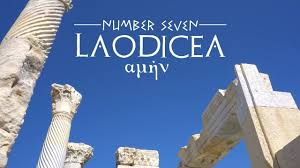 NUMBER SEVEN
LAODICEA
αμήν